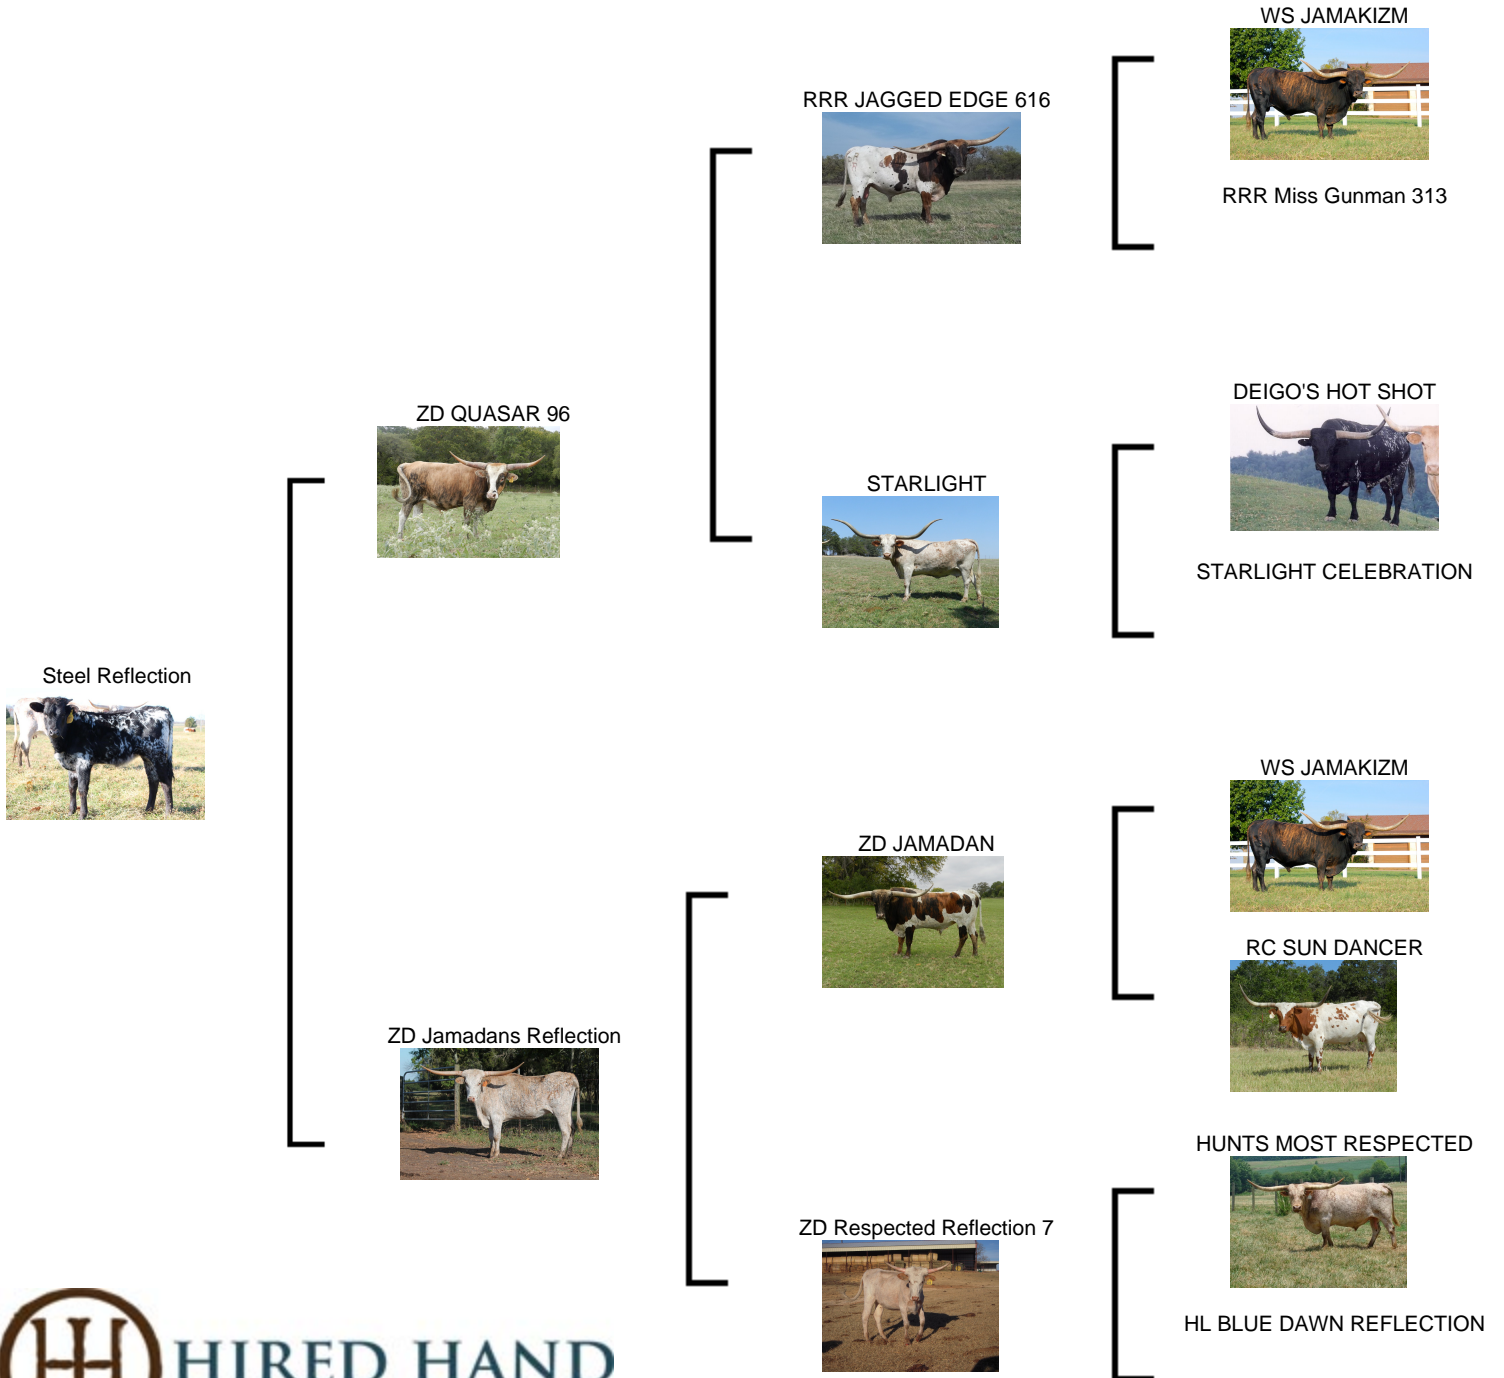 WS JAMAKIZM
RRR JAGGED EDGE 616
RRR Miss Gunman 313
DEIGO'S HOT SHOT
ZD QUASAR 96
STARLIGHT
STARLIGHT CELEBRATION
Steel Reflection
WS JAMAKIZM
ZD JAMADAN
RC SUN DANCER
ZD Jamadans Reflection
HUNTS MOST RESPECTED
ZD Respected Reflection 7
HL BLUE DAWN REFLECTION
HIRED HAND